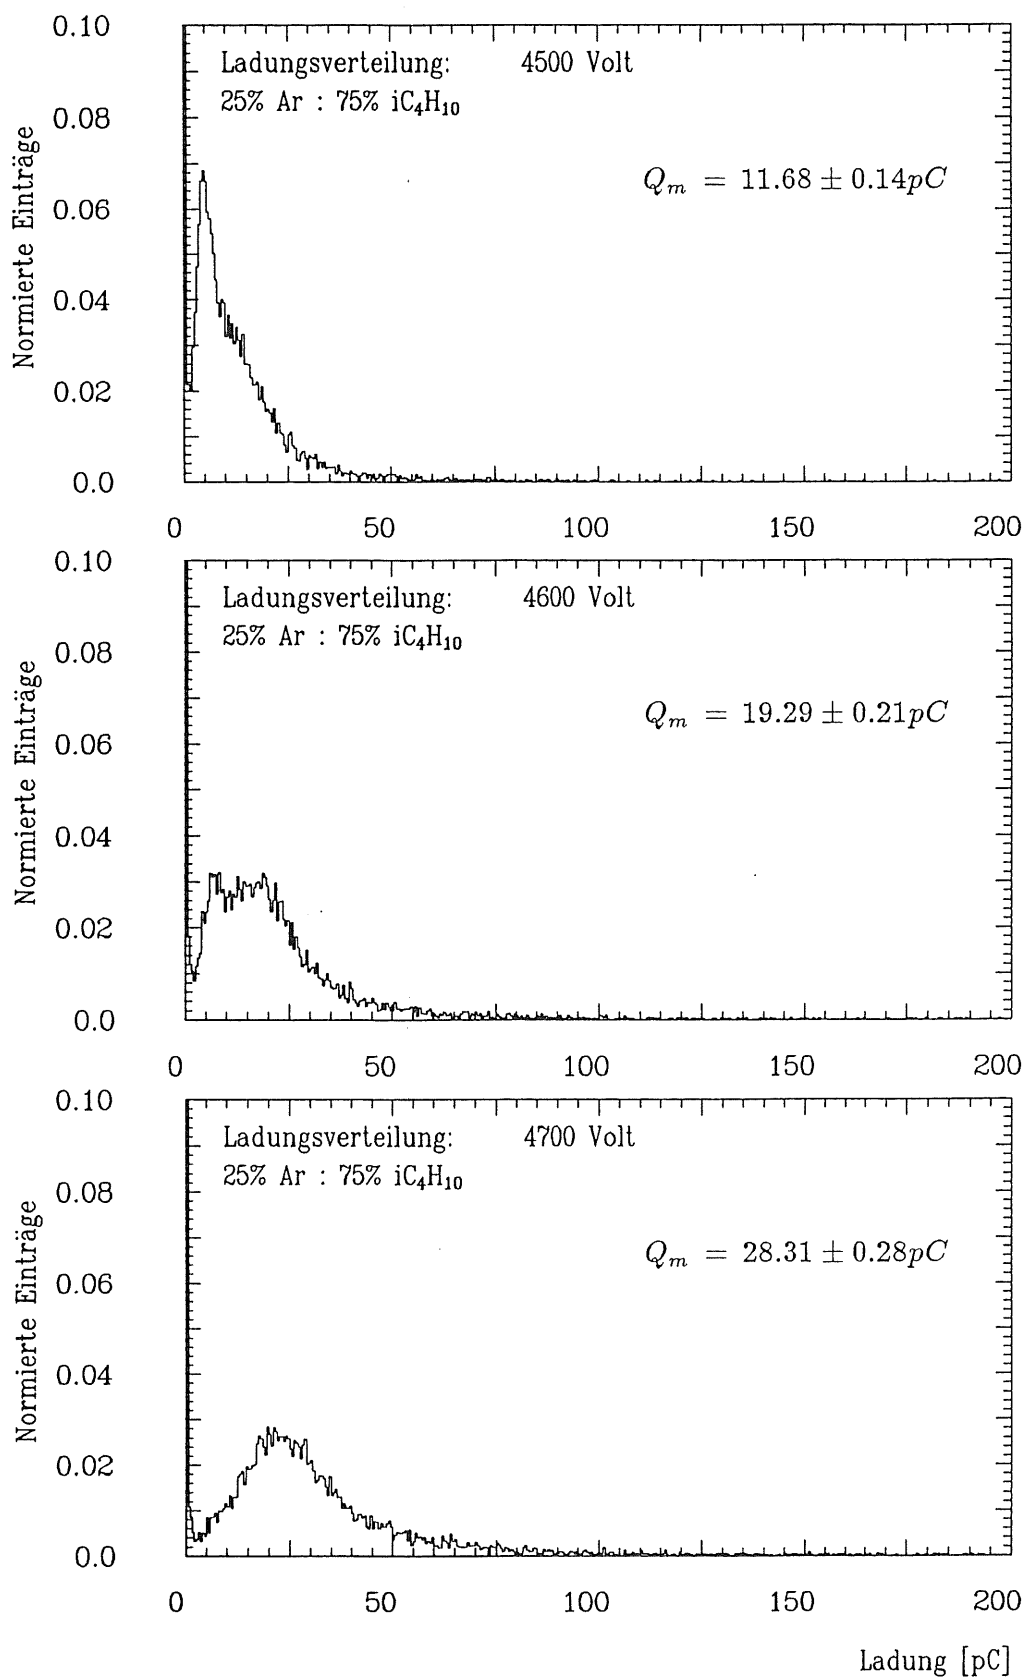 0.10
Ladungsverteilung: 4500 Volt
25% Ar : 75% iC₄H₁₀
0.08
Qm = 11.68 ± 0.14pC
0.06
Normierte Einträge
0.04
0.02
0.0
0 50 100 150 200
0.10
Ladungsverteilung: 4600 Volt
25% Ar : 75% iC₄H₁₀
0.08
Qm = 19.29 ± 0.21pC
0.06
Normierte Einträge
0.04
0.02
0.0
0 50 100 150 200
0.10
Ladungsverteilung: 4700 Volt
25% Ar : 75% iC₄H₁₀
0.08
Qm = 28.31 ± 0.28pC
0.06
Normierte Einträge
0.04
0.02
0.0
0 50 100 150 200
Ladung [pC]